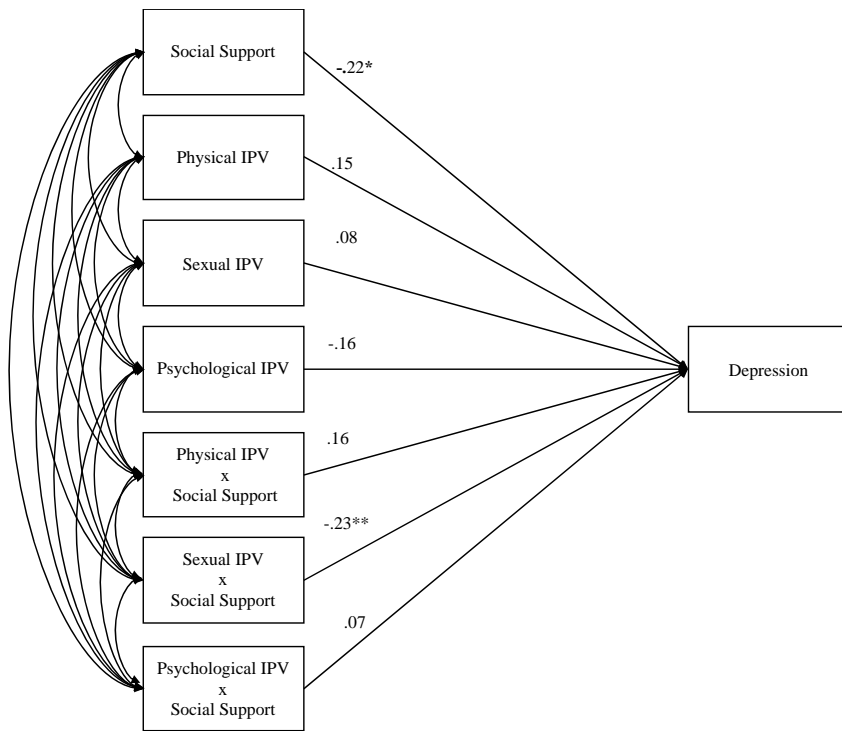 Social Support
-.22*
Physical IPV
.15
Sexual IPV
.08
Psychological IPV
-.16
Depression
Physical IPV
x
Social Support
.16
Sexual IPV
x
Social Support
-.23**
Psychological IPV
x
Social Support
.07